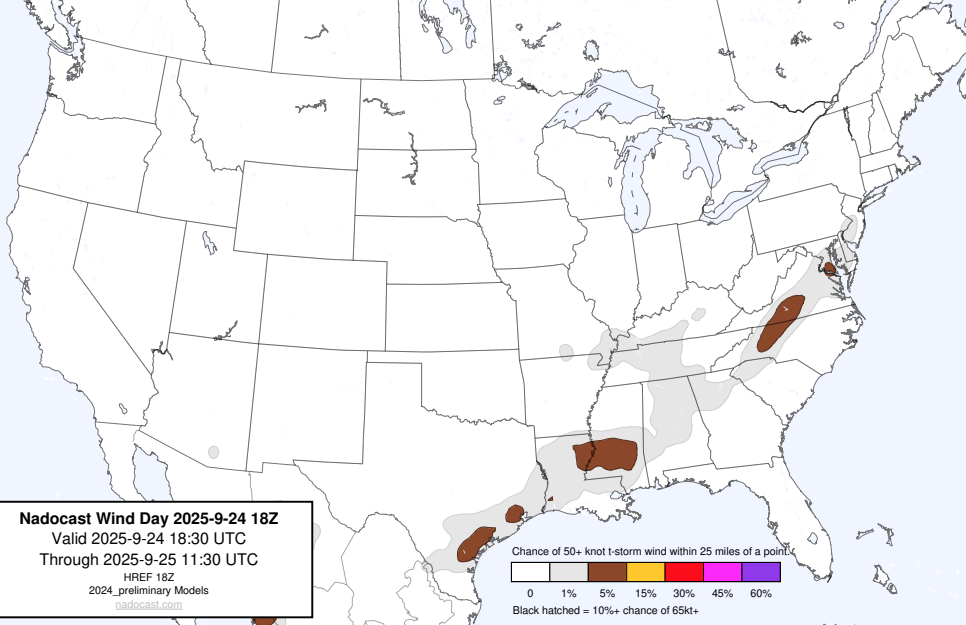 Nadocast Wind Day 2025-9-24 18Z
Valid 2025-9-24 18:30 UTC
Through 2025-9-25 11:30 UTC
HREF 18Z
2024_preliminary Models
nadocast.com
Chance of 50+ knot t-storm wind within 25 miles of a point.
0 1% 5% 15% 30% 45% 60%
Black hatched = 10%+ chance of 65kt+